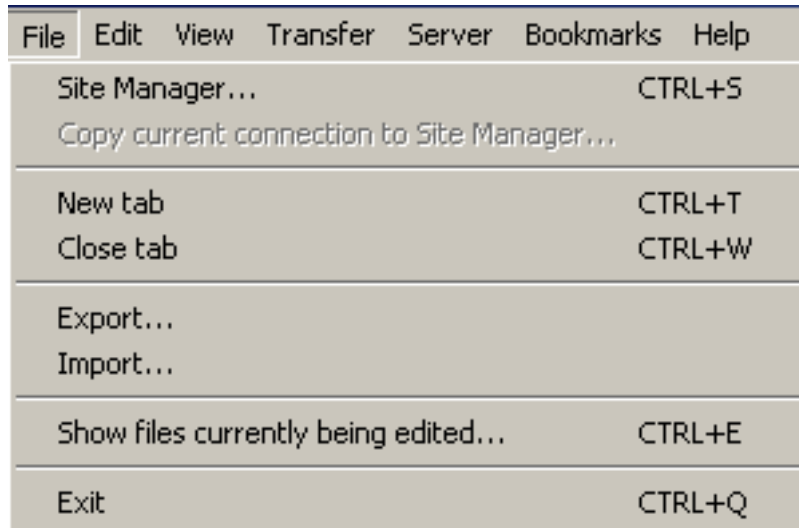 File Edit View Transfer Server Bookmarks Help
Site Manager... CTRL+S
Copy current connection to Site Manager...
New tab CTRL+T
Close tab CTRL+W
Export...
Import...
Show files currently being edited... CTRL+E
Exit CTRL+Q